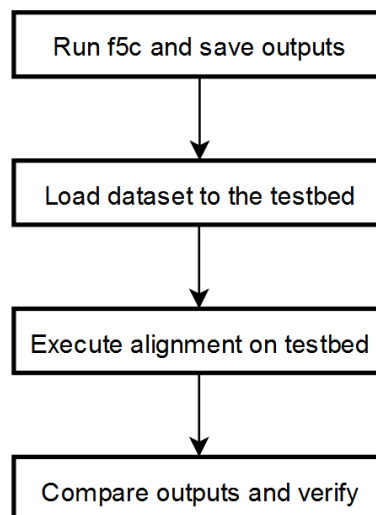 Run f5c and save outputs
Load dataset to the testbed
Execute alignment on testbed
Compare outputs and verify